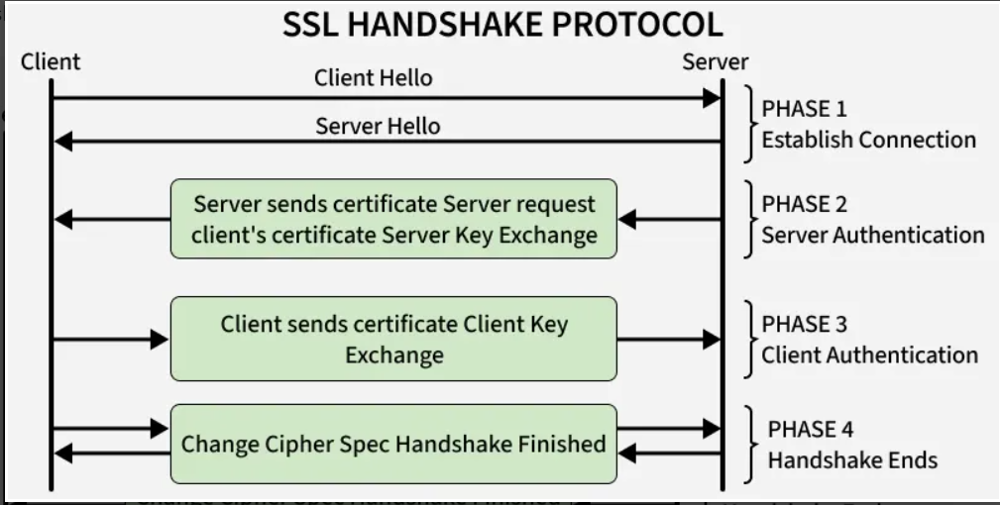 SSL HANDSHAKE PROTOCOL
Client
Server
Client Hello
Server Hello
PHASE 1
Establish Connection
Server sends certificate Server request
client's certificate Server Key Exchange
PHASE 2
Server Authentication
Client sends certificate Client Key
Exchange
PHASE 3
Client Authentication
Change Cipher Spec Handshake Finished
PHASE 4
Handshake Ends